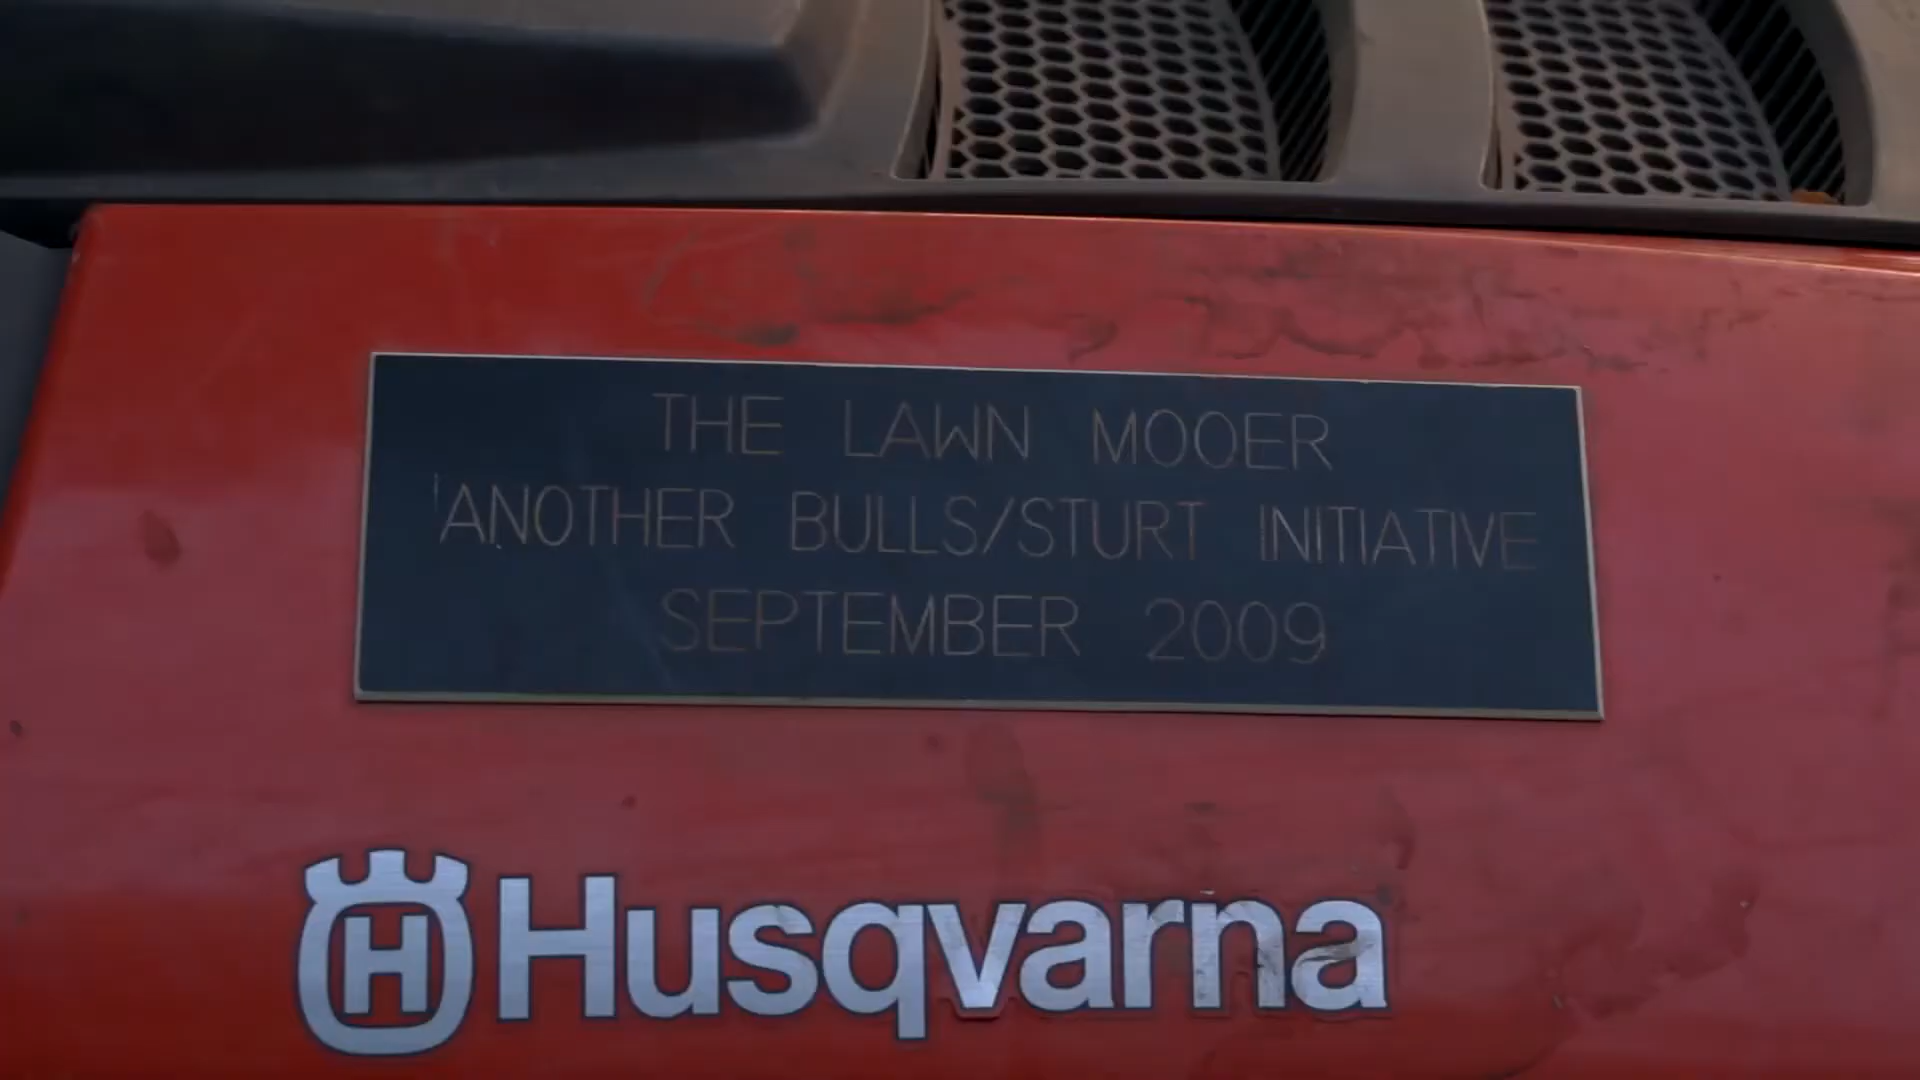 THE LAWN MOOER
'ANOTHER BULLS/STURT INITIATIVE
SEPTEMBER 2009
H Husqvarna